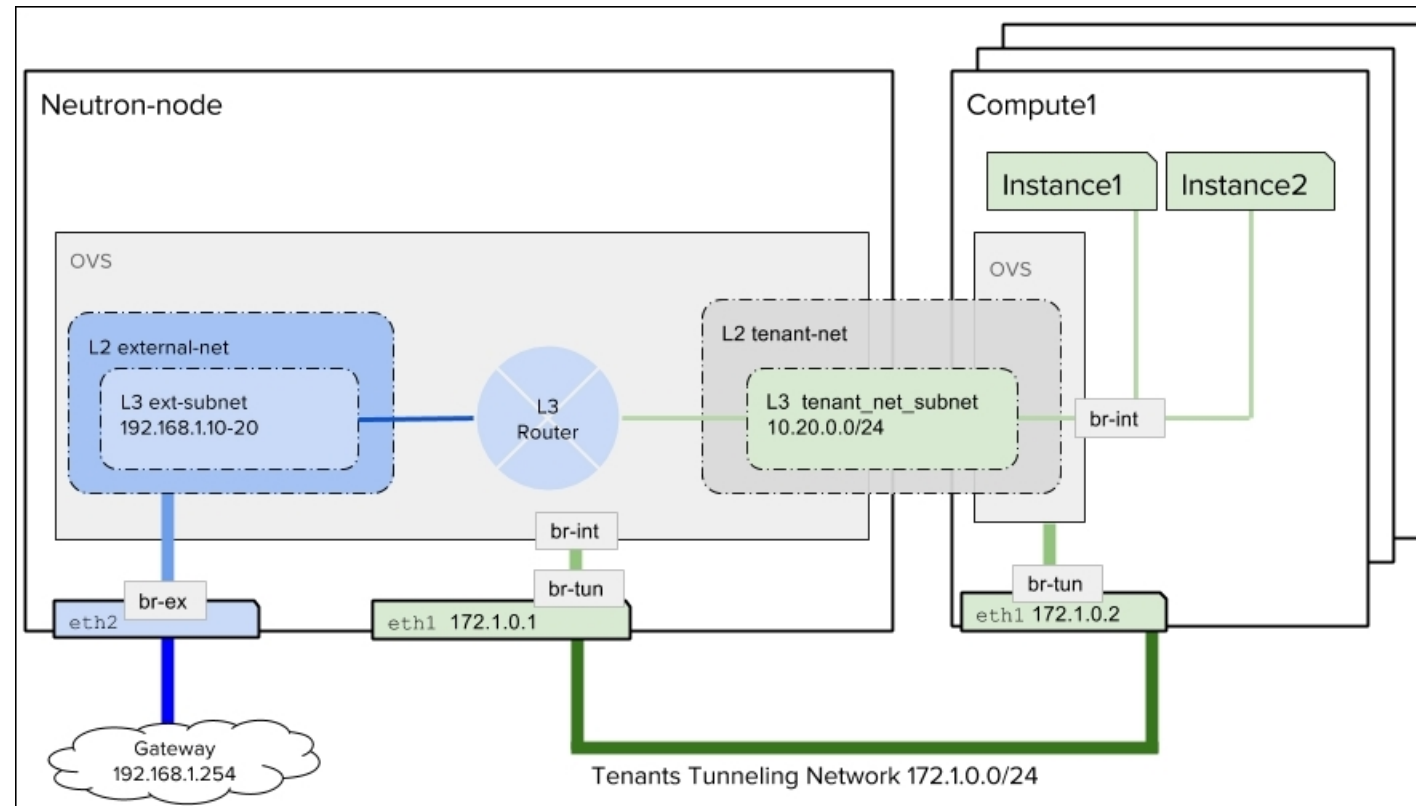 Neutron-node
Compute1
Instance1
Instance2
OVS
OVS
L2 external-net
L2 tenant-net
L3 ext-subnet
192.168.1.10-20
L3
Router
L3 tenant_net_subnet
10.20.0.0/24
br-int
br-int
br-tun
br-tun
br-ex
eth2
eth1 172.1.0.1
eth1 172.1.0.2
Gateway
192.168.1.254
Tenants Tunneling Network 172.1.0.0/24